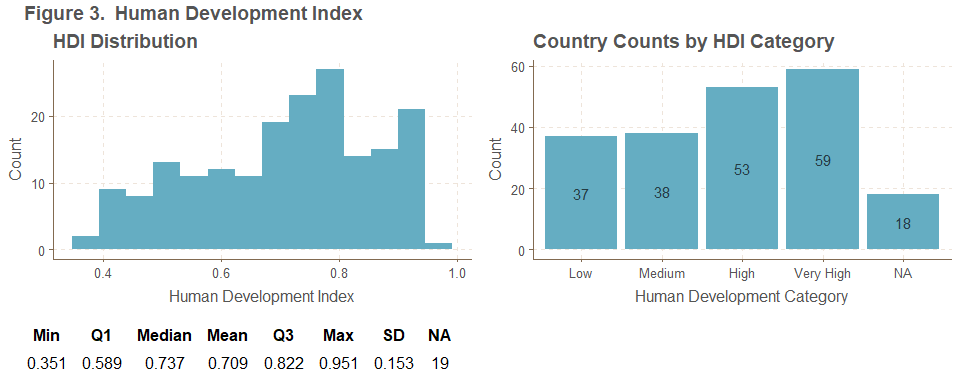 Figure 3.  Human Development Index
HDI Distribution
Count
20
10
0
0.4 0.6 0.8 1.0
Human Development Index
Min Q1 Median Mean Q3 Max SD NA
0.351 0.589 0.737 0.709 0.822 0.951 0.153 19
Country Counts by HDI Category
Count
60
40
20
0
37 38 53 59 18
Low Medium High Very High NA
Human Development Category